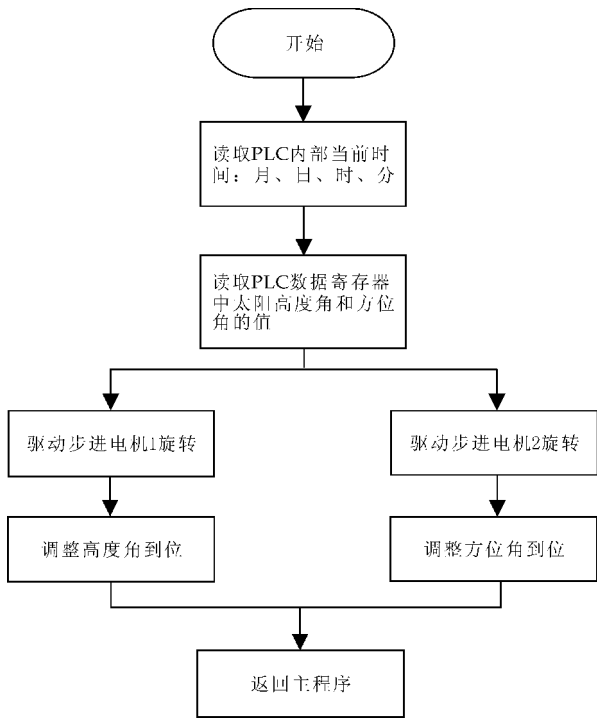 开始
读取PLC内部当前时
间：月、日、时、分
读取PLC数据寄存器
中太阳高度角和方位
角的值
驱动步进电机1旋转
驱动步进电机2旋转
调整高度角到位
调整方位角到位
返回主程序